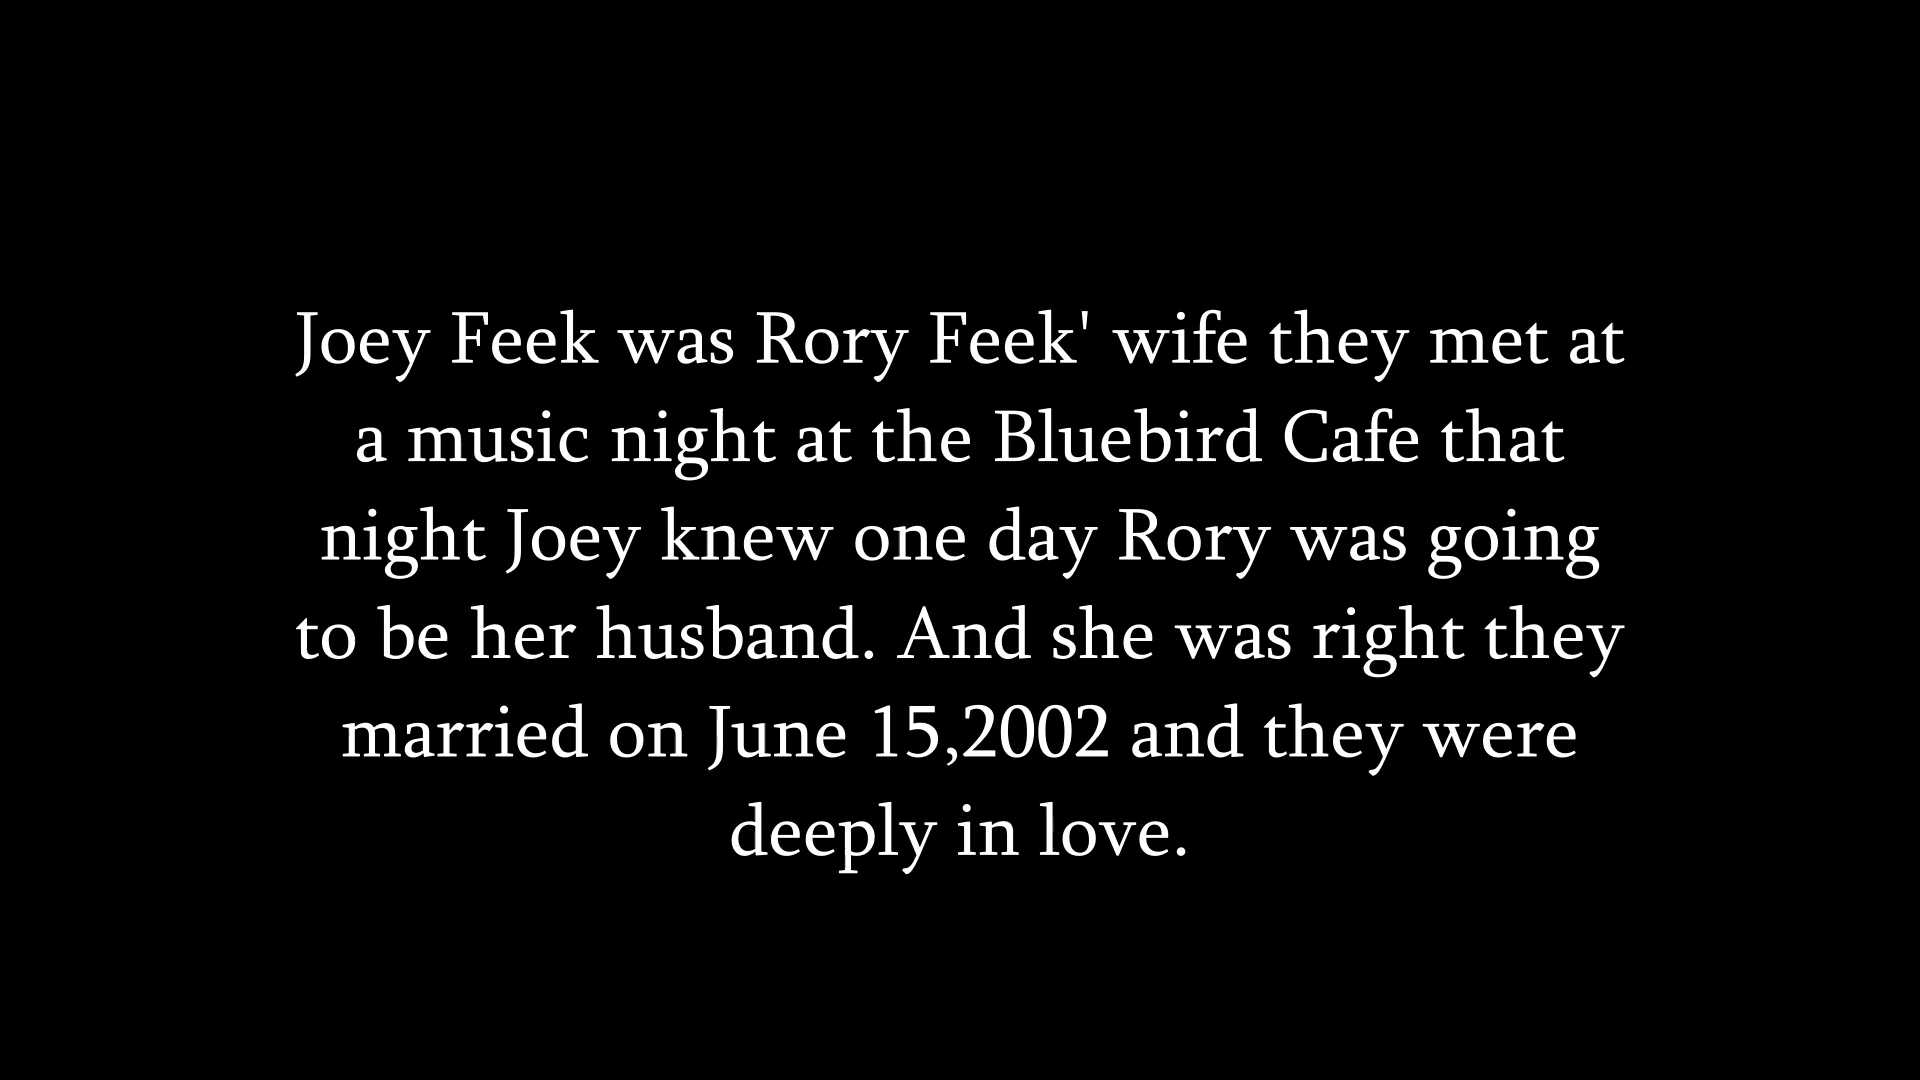 Joey Feek was Rory Feek' wife they met at
a music night at the Bluebird Cafe that
night Joey knew one day Rory was going
to be her husband. And she was right they
married on June 15,2002 and they were
deeply in love.